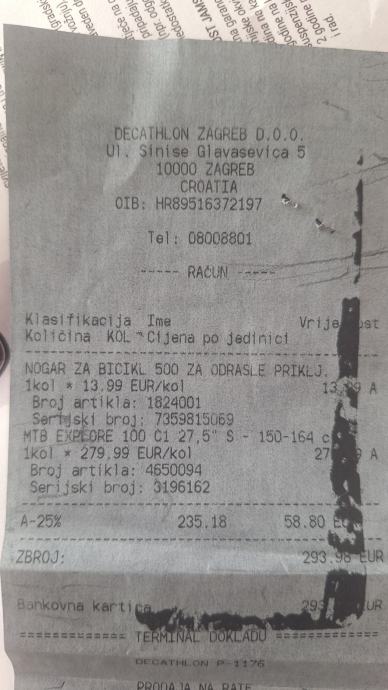 DECATHLON ZAGREB D.O.O.
Ul. Sinise Glavasevica 5
10000 ZAGREB
CROATIA
OIB: HR89516372197
Tel: 08008801
----- RAČUN -----
Klasifikacija Ime
Količina KOL Cijena po jedinici
NOGAR ZA BICIKL 500 ZA ODRASLE PRIKLJ.
1kol * 13.99 EUR/kol A
Broj artikla: 1824001
Serijski broj: 7359815069
MTB EXPLORE 100 C1 27,5" S - 150-164
1kol * 279.99 EUR/kol A
Broj artikla: 4650094
Serijski broj: 3196162
A-25% 235.18 58.80
ZBROJ: 293.98 EUR
Bankovna kartica EUR
============ TERMINAL DOKLADU ============
DECATHLON P-1176
PRODAJA NA RATE